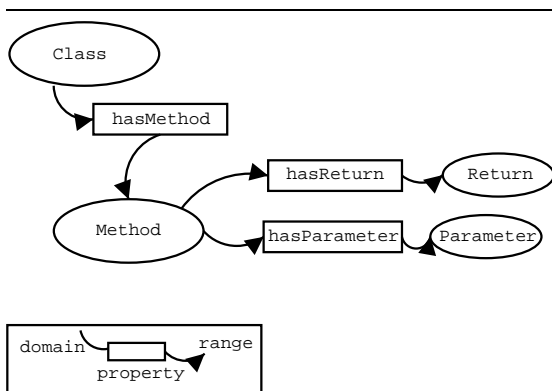 Class
hasMethod
hasReturn
Return
Method
hasParameter
Parameter
domain
range
property